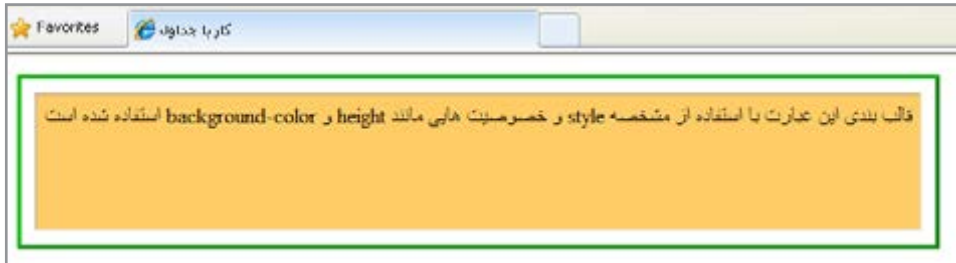 Favorites
کار با جداول
قالب بندی این عبارت با استفاده از مشخصه style و خصوصیت هایی مانند height و background-color استفاده شده است